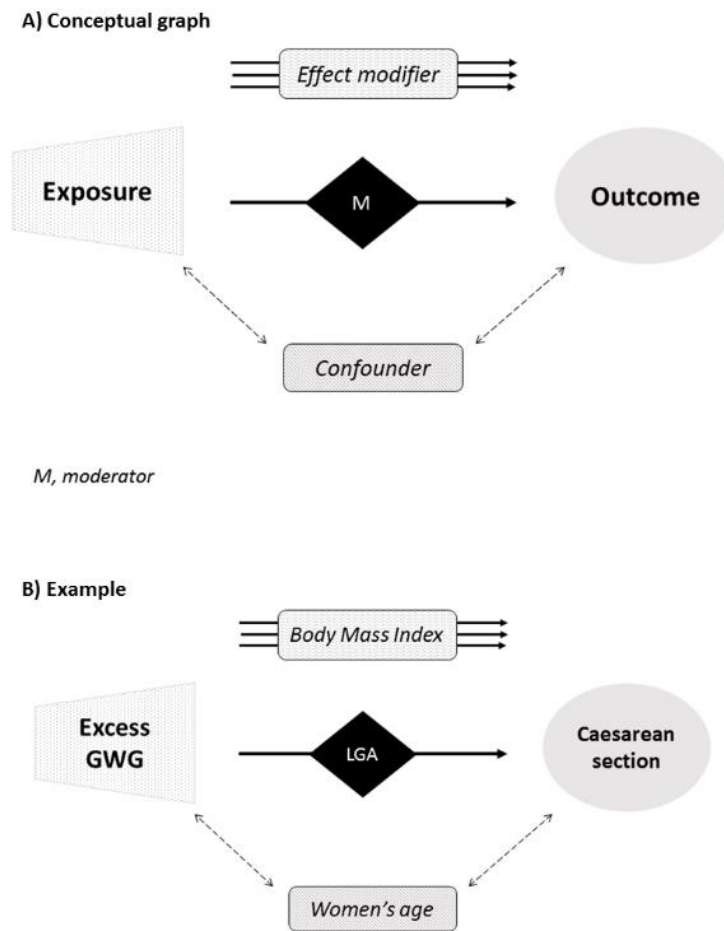 A) Conceptual graph
Effect modifier
Exposure
M
Outcome
Confounder
M, moderator
B) Example
Body Mass Index
Excess
GWG
LGA
Caesarean
section
Women's age